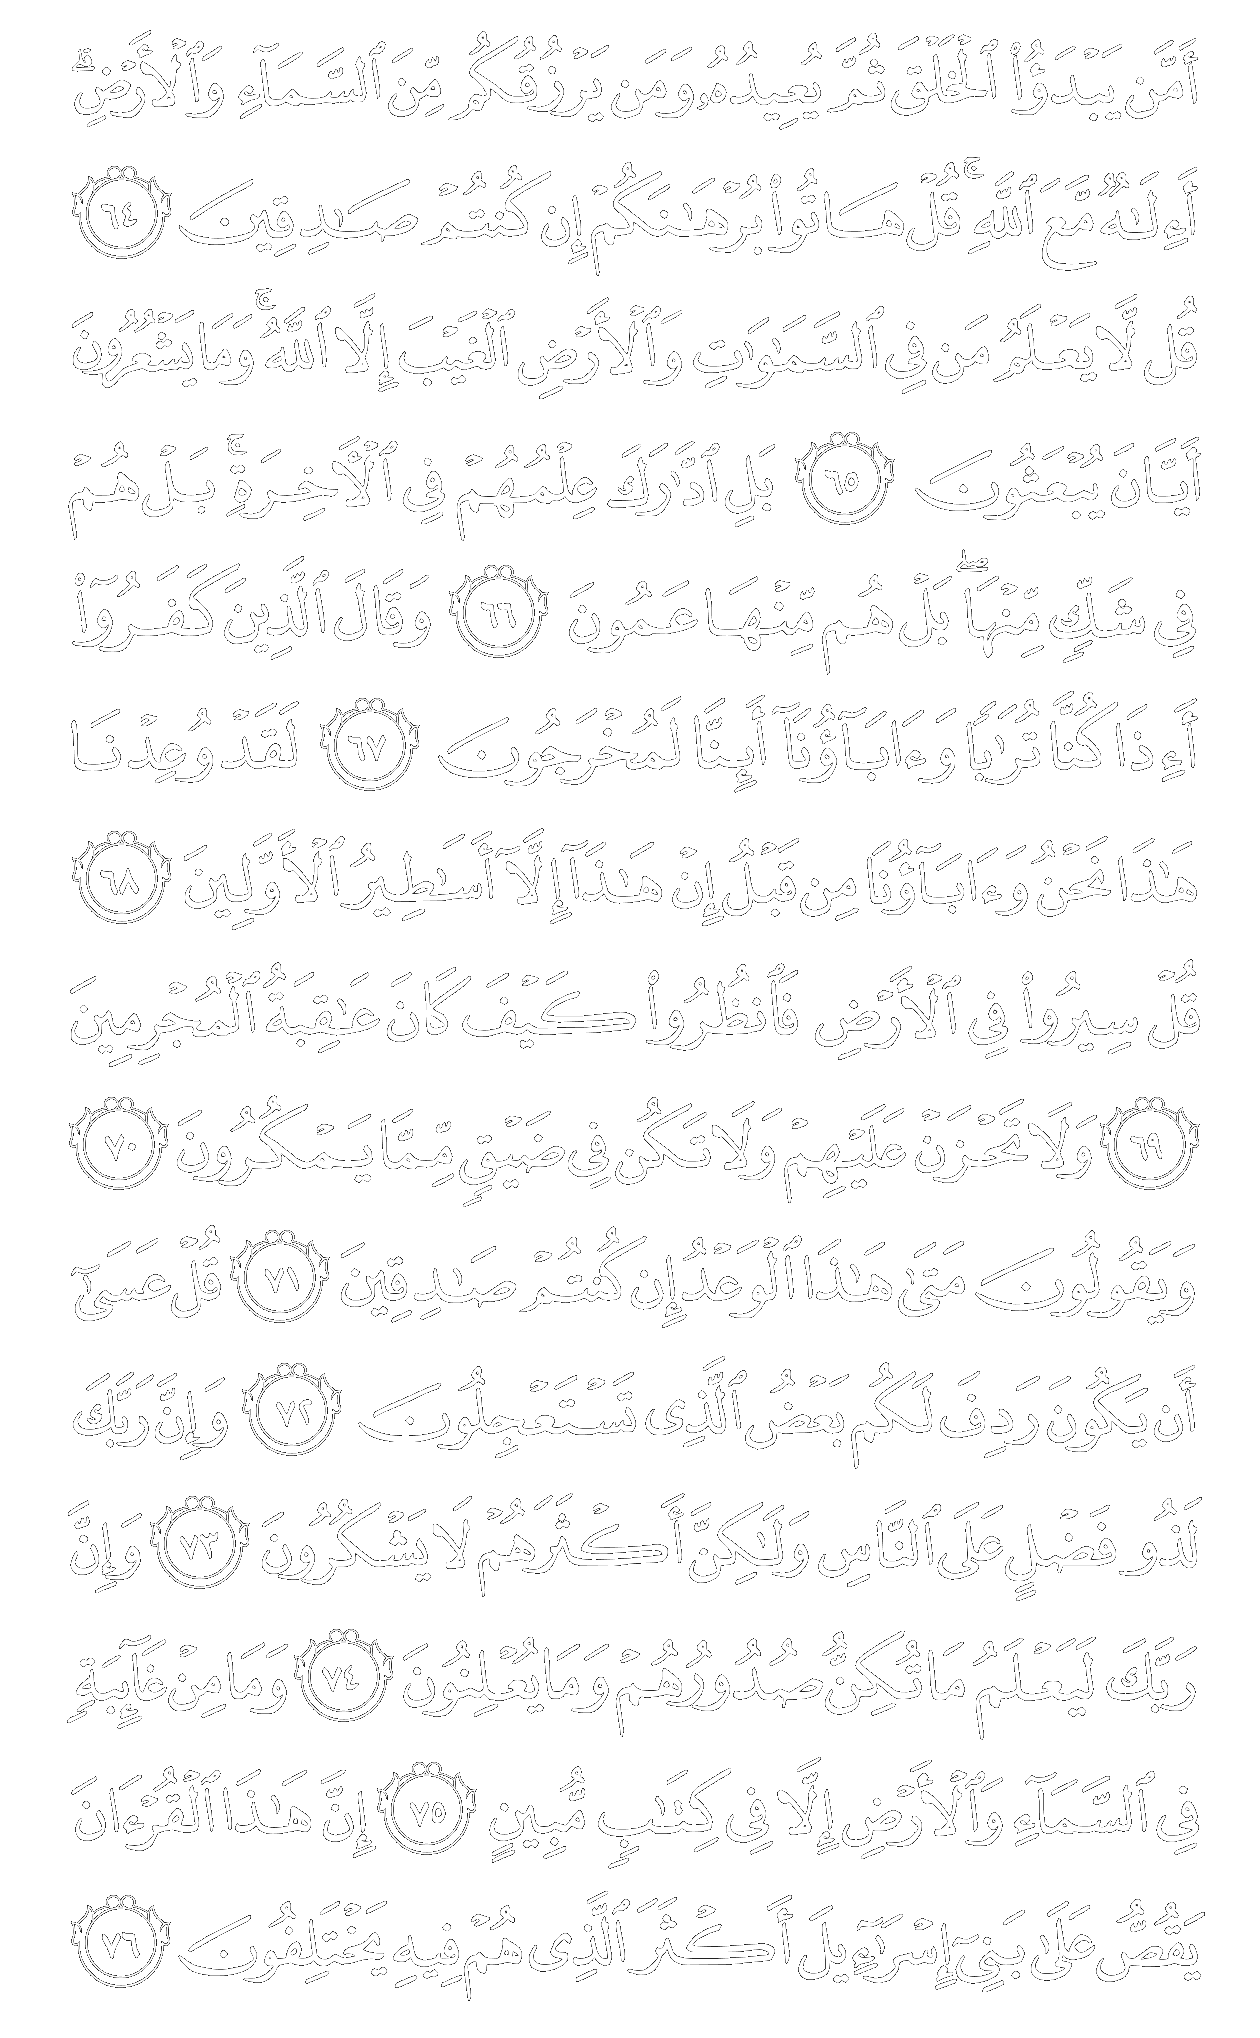 أَمَّن يَبْدَؤُا۟ ٱلْخَلْقَ ثُمَّ يُعِيدُهُۥ وَمَن يَرْزُقُكُم مِّنَ ٱلسَّمَآءِ وَٱلْأَرْضِ ۗ
أَءِلَـٰهٌ مَّعَ ٱللَّهِ ۚ قُلْ هَاتُوا۟ بُرْهَـٰنَكُمْ إِن كُنتُمْ صَـٰدِقِينَ ٦٤
قُل لَّا يَعْلَمُ مَن فِى ٱلسَّمَـٰوَٰتِ وَٱلْأَرْضِ ٱلْغَيْبَ إِلَّا ٱللَّهُ ۚ وَمَا يَشْعُرُونَ
أَيَّانَ يُبْعَثُونَ ٦٥ بَلِ ٱدَّٰرَكَ عِلْمُهُمْ فِى ٱلْـَٔاخِرَةِ ۚ بَلْ هُمْ
فِى شَكٍّ مِّنْهَا ۖ بَلْ هُم مِّنْهَا عَمُونَ ٦٦ وَقَالَ ٱلَّذِينَ كَفَرُوٓا۟
أَءِذَا كُنَّا تُرَٰبًا وَءَابَآؤُنَآ أَئِنَّا لَمُخْرَجُونَ ٦٧ لَقَدْ وُعِدْنَا
هَـٰذَا نَحْنُ وَءَابَآؤُنَا مِن قَبْلُ إِنْ هَـٰذَآ إِلَّآ أَسَـٰطِيرُ ٱلْأَوَّلِينَ ٦٨
قُلْ سِيرُوا۟ فِى ٱلْأَرْضِ فَٱنظُرُوا۟ كَيْفَ كَانَ عَـٰقِبَةُ ٱلْمُجْرِمِينَ
٦٩ وَلَا تَحْزَنْ عَلَيْهِمْ وَلَا تَكُن فِى ضَيْقٍ مِّمَّا يَمْكُرُونَ ٧٠
وَيَقُولُونَ مَتَىٰ هَـٰذَا ٱلْوَعْدُ إِن كُنتُمْ صَـٰدِقِينَ ٧١ قُلْ عَسَىٰٓ
أَن يَكُونَ رَدِفَ لَكُم بَعْضُ ٱلَّذِى تَسْتَعْجِلُونَ ٧٢ وَإِنَّ رَبَّكَ
لَذُو فَضْلٍ عَلَى ٱلنَّاسِ وَلَـٰكِنَّ أَكْثَرَهُمْ لَا يَشْكُرُونَ ٧٣ وَإِنَّ
رَبَّكَ لَيَعْلَمُ مَا تُكِنُّ صُدُورُهُمْ وَمَا يُعْلِنُونَ ٧٤ وَمَا مِنْ غَآئِبَةٍ
فِى ٱلسَّمَآءِ وَٱلْأَرْضِ إِلَّا فِى كِتَـٰبٍ مُّبِينٍ ٧٥ إِنَّ هَـٰذَا ٱلْقُرْءَانَ
يَقُصُّ عَلَىٰ بَنِىٓ إِسْرَٰٓءِيلَ أَكْثَرَ ٱلَّذِى هُمْ فِيهِ يَخْتَلِفُونَ ٧٦